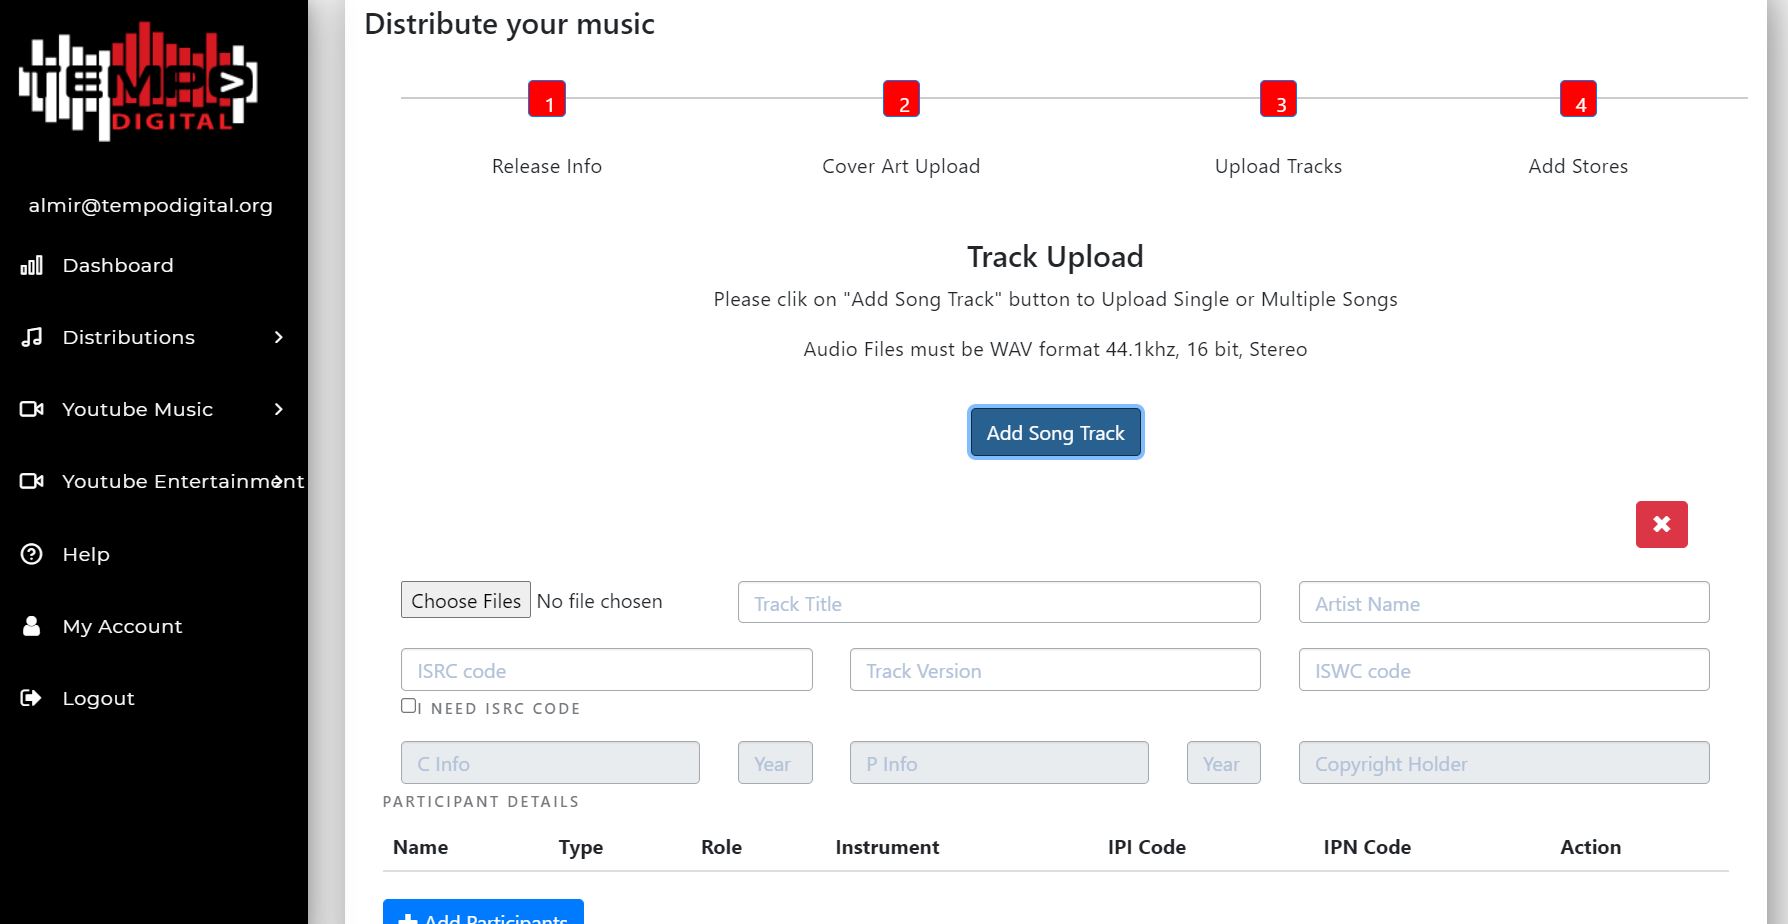 Distribute your music
TEMPO
DIGITAL
1
2
3
4
Release Info
Cover Art Upload
Upload Tracks
Add Stores
almir@tempodigital.org
Dashboard
Distributions
Youtube Music
Youtube Entertainment
Help
My Account
Logout
Track Upload
Please clik on "Add Song Track" button to Upload Single or Multiple Songs
Audio Files must be WAV format 44.1khz, 16 bit, Stereo
Add Song Track
Choose Files No file chosen
Track Title
Artist Name
ISRC code
Track Version
ISWC code
I NEED ISRC CODE
C Info
Year
P Info
Year
Copyright Holder
PARTICIPANT DETAILS
Name Type Role Instrument IPI Code IPN Code Action
Add Participants